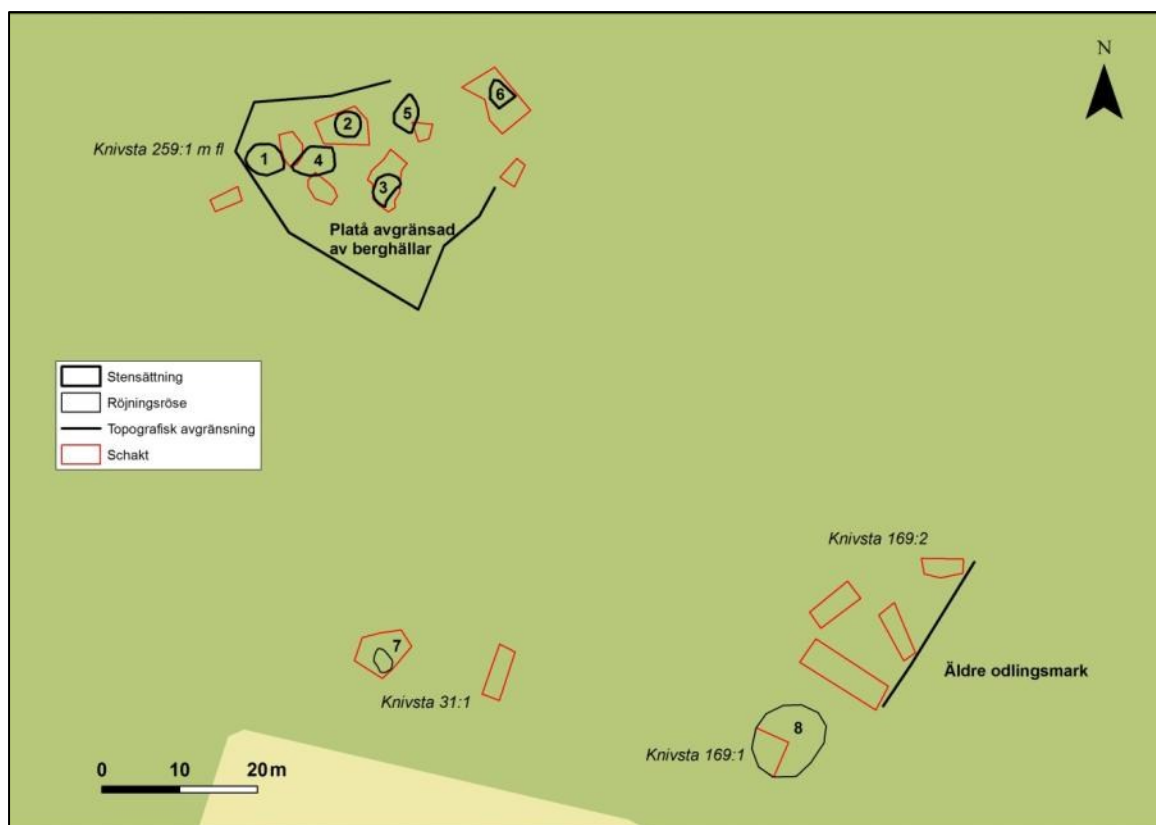 N
6
5
2
Knivsta 259:1 m fl
1
4
3
Platå avgränsad
av berghällar
Stensättning
Röjningsröse
Topografisk avgränsning
Schakt
Knivsta 169:2
7
Äldre odlingsmark
Knivsta 31:1
8
Knivsta 169:1
0 10 20 m